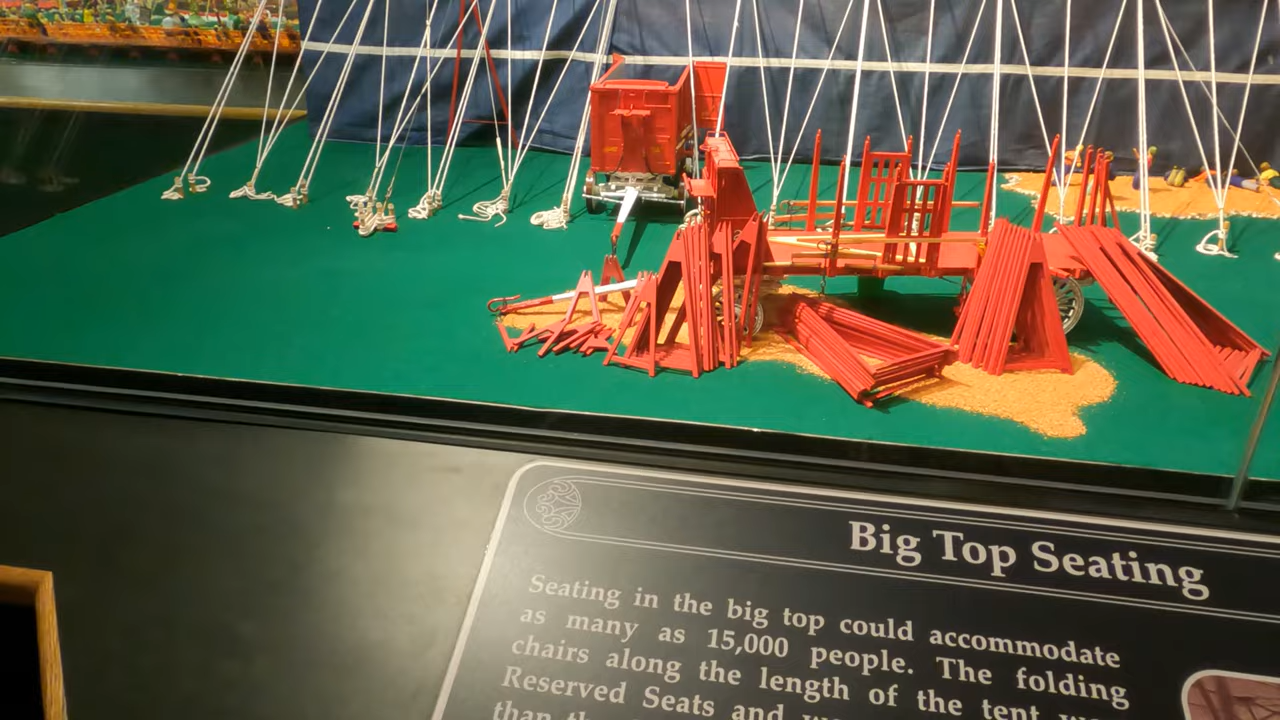 Big Top Seating
Seating in the big top could accommodate
as many as 15,000 people. The folding
chairs along the length of the tent
Reserved Seats and
than